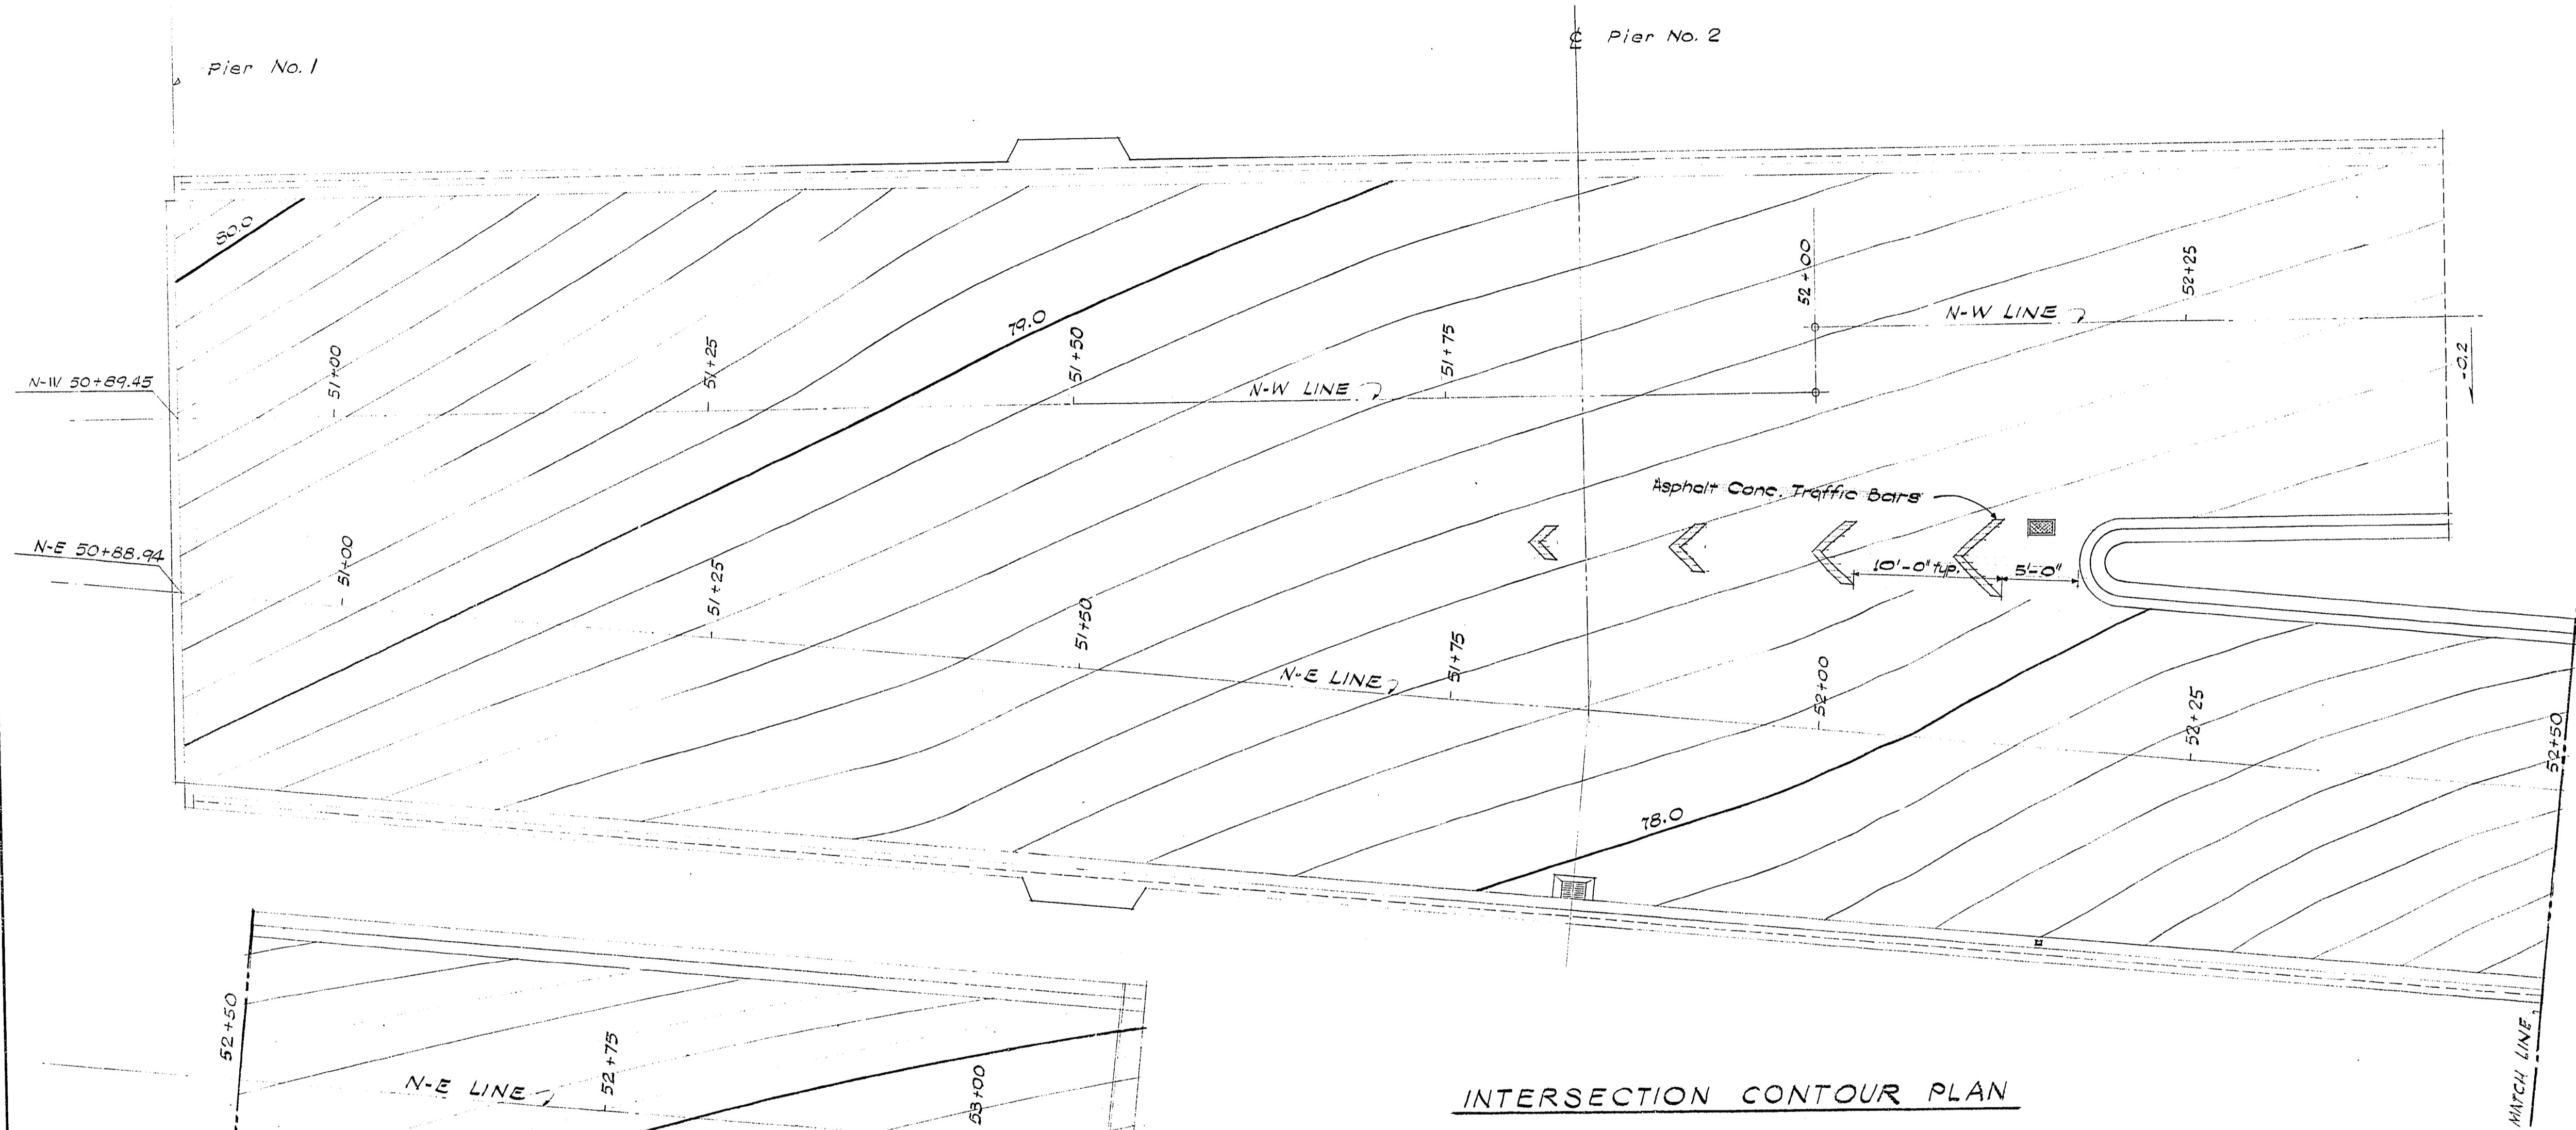 Pier No. 1
℄ Pier No. 2
80.0
79.0
52+00
52+25
N-W LINE
-0.2
51+00
51+25
51+50
51+75
N-W 50+89.45
N-W LINE
Asphalt Conc. Traffic Bars
10'-0" typ.
5'-0"
N-E 50+88.94
51+00
51+25
51+50
51+75
N-E LINE
52+00
52+25
52+50
78.0
52+50
N-E LINE
52+75
53+00
INTERSECTION CONTOUR PLAN
MATCH LINE